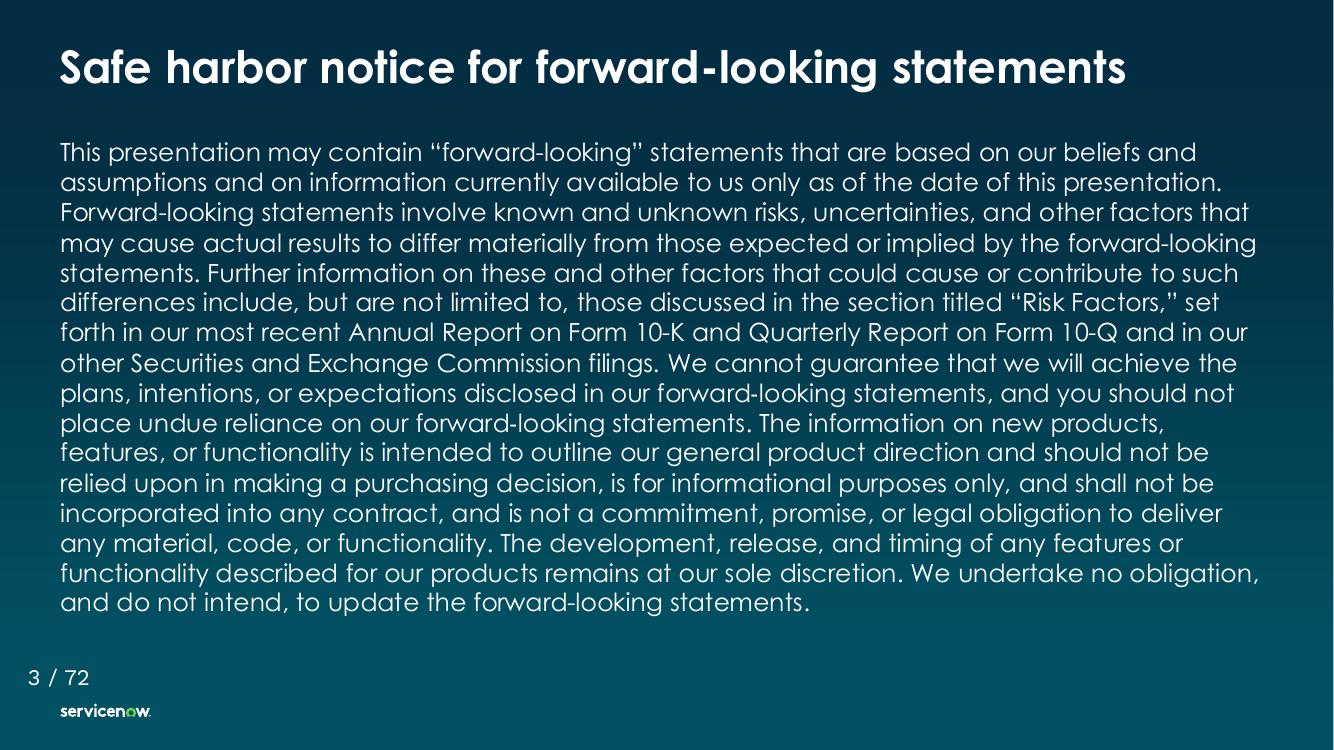 Safe harbor notice for forward-looking statements
This presentation may contain “forward-looking” statements that are based on our beliefs and
assumptions and on information currently available to us only as of the date of this presentation.
Forward-looking statements involve known and unknown risks, uncertainties, and other factors that
may cause actual results to differ materially from those expected or implied by the forward-looking
statements. Further information on these and other factors that could cause or contribute to such
differences include, but are not limited to, those discussed in the section titled “Risk Factors,” set
forth in our most recent Annual Report on Form 10-K and Quarterly Report on Form 10-Q and in our
other Securities and Exchange Commission filings. We cannot guarantee that we will achieve the
plans, intentions, or expectations disclosed in our forward-looking statements, and you should not
place undue reliance on our forward-looking statements. The information on new products,
features, or functionality is intended to outline our general product direction and should not be
relied upon in making a purchasing decision, is for informational purposes only, and shall not be
incorporated into any contract, and is not a commitment, promise, or legal obligation to deliver
any material, code, or functionality. The development, release, and timing of any features or
functionality described for our products remains at our sole discretion. We undertake no obligation,
and do not intend, to update the forward-looking statements.
3 / 72
servicenow.